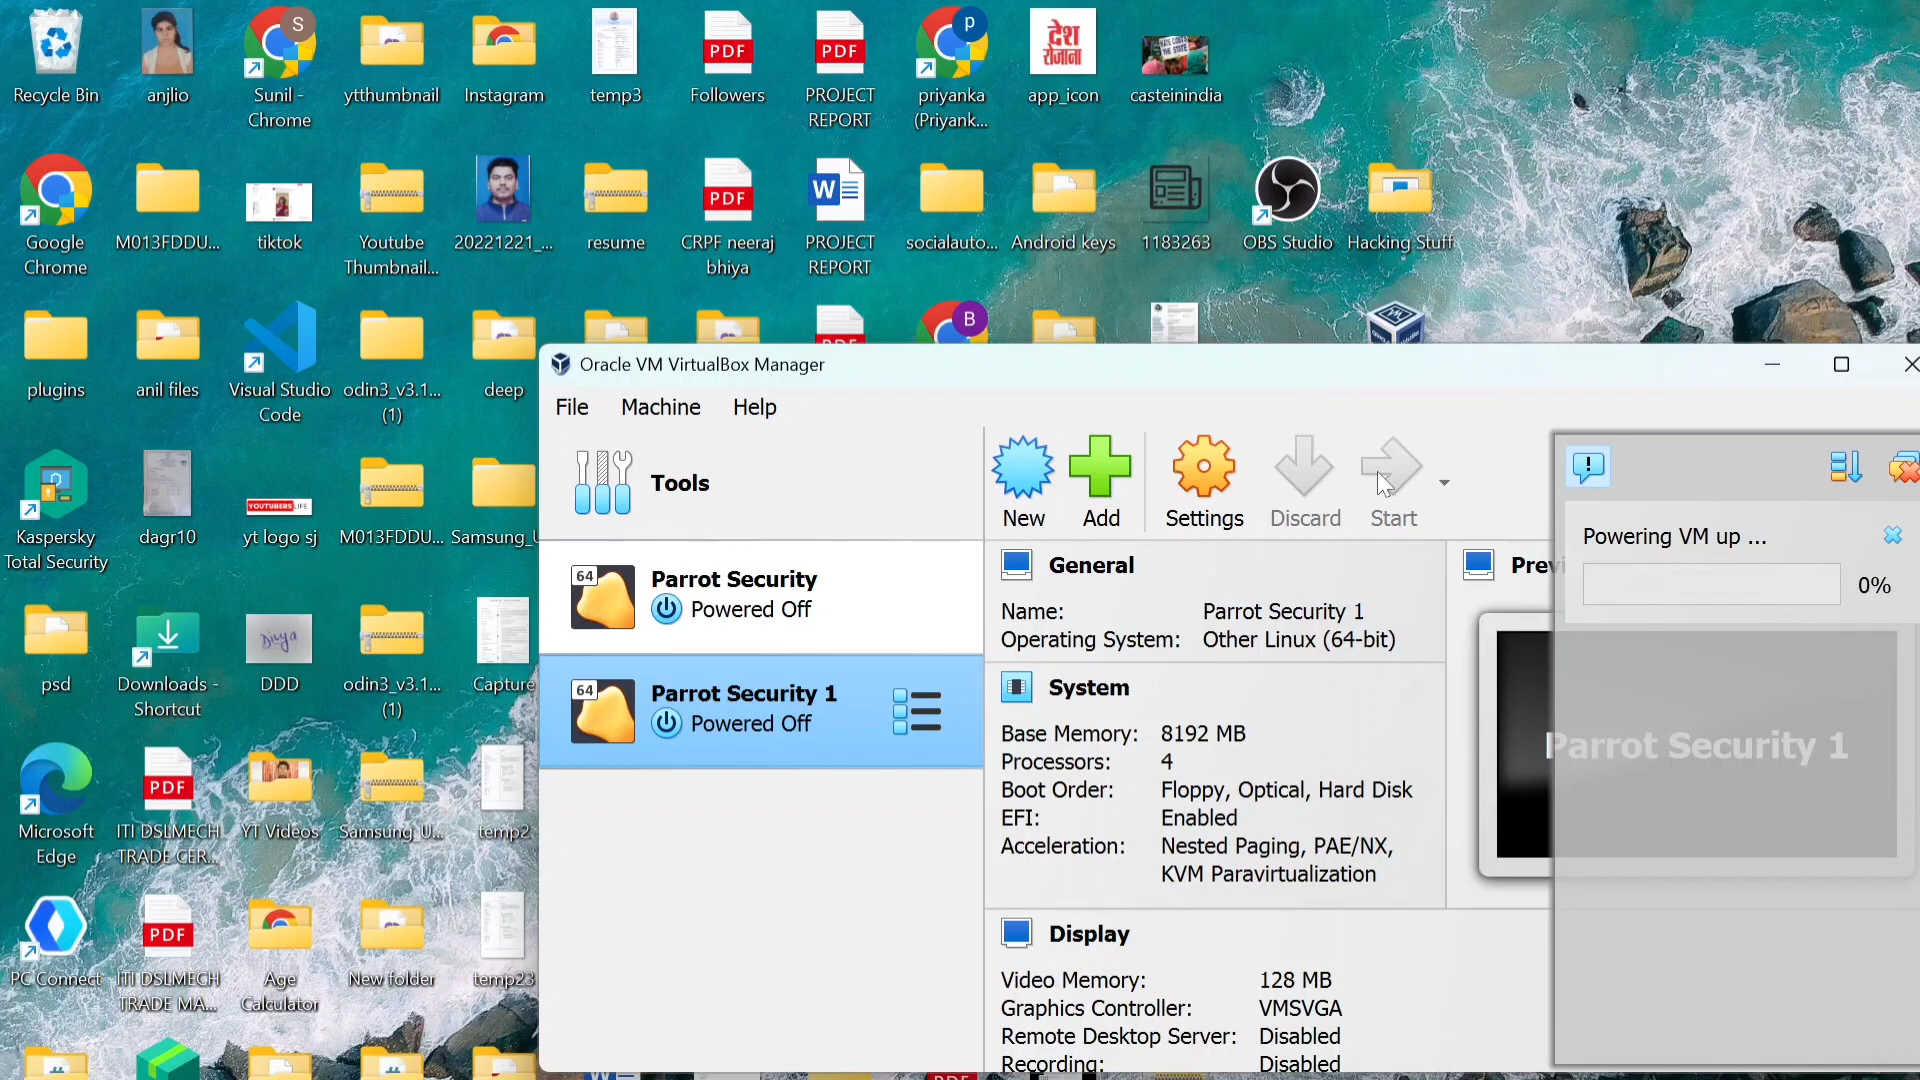 Recycle Bin
anjlio
Sunil -
Chrome
S
ytthumbnail
Instagram
temp3
PDF
Followers
PDF
PROJECT
REPORT
p
priyanka
(Priyank...
देश
रोजाना
app_icon
casteinindia
Google
Chrome
M013FDDU...
tiktok
Youtube
Thumbnail...
20221221_...
resume
PDF
CRPF neeraj
bhiya
W
PROJECT
REPORT
socialauto...
Android keys
1183263
OBS Studio
Hacking Stuff
plugins
anil files
Visual Studio
Code
odin3_v3.1...
(1)
deep
B
Kaspersky
Total Security
dagr10
YOUTUBERS LIFE
yt logo sj
M013FDDU...
Samsung_U
psd
Downloads -
Shortcut
Divya
DDD
odin3_v3.1...
(1)
Capture
Microsoft
Edge
PDF
ITI DSLMECH
TRADE CER...
YT Videos
Samsung_U...
temp2
PC Connect
PDF
ITI DSLMECH
TRADE MA...
Age
Calculator
New folder
temp23
Oracle VM VirtualBox Manager
File Machine Help
Tools
New
Add
Settings
Discard
Start
64
Parrot Security
Powered Off
64
Parrot Security 1
Powered Off
General
Name: Parrot Security 1
Operating System: Other Linux (64-bit)
System
Base Memory: 8192 MB
Processors: 4
Boot Order: Floppy, Optical, Hard Disk
EFI: Enabled
Acceleration: Nested Paging, PAE/NX,
KVM Paravirtualization
Display
Video Memory: 128 MB
Graphics Controller: VMSVGA
Remote Desktop Server: Disabled
Recording: Disabled
Previ
Parrot Security 1
Powering VM up ...
0%